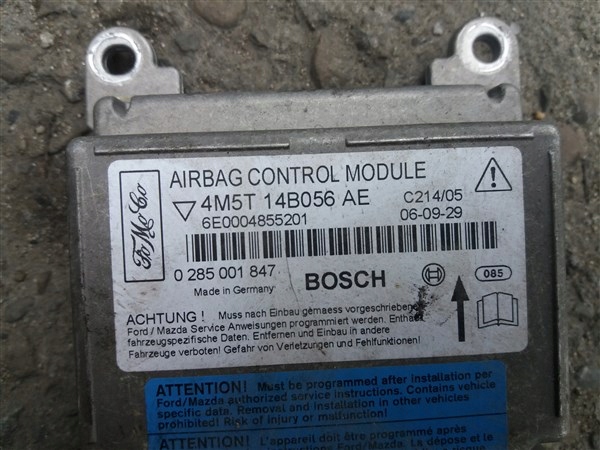 FoMoCo
AIRBAG CONTROL MODULE
4M5T 14B056 AE C214/05
6E0004855201 06-09-29
0 285 001 847 BOSCH 085
Made in Germany
ACHTUNG ! Muss nach Einbau gemaess vorgeschriebene
Ford / Mazda Service Anweisungen programmiert werden. Enthaelt
fahrzeugspezifische Daten. Entfernen und Einbau in andere
Fahrzeuge verboten! Gefahr von Verletzungen und Fehlfunktionen!
ATTENTION! Must be programmed after installation per
Ford/Mazda authorized service instructions. Contains vehicle
specific data. Removal and installation in other vehicles
prohibited! Risk of injury or malfunction!
ATTENTION! L'appareil doit être programmé après